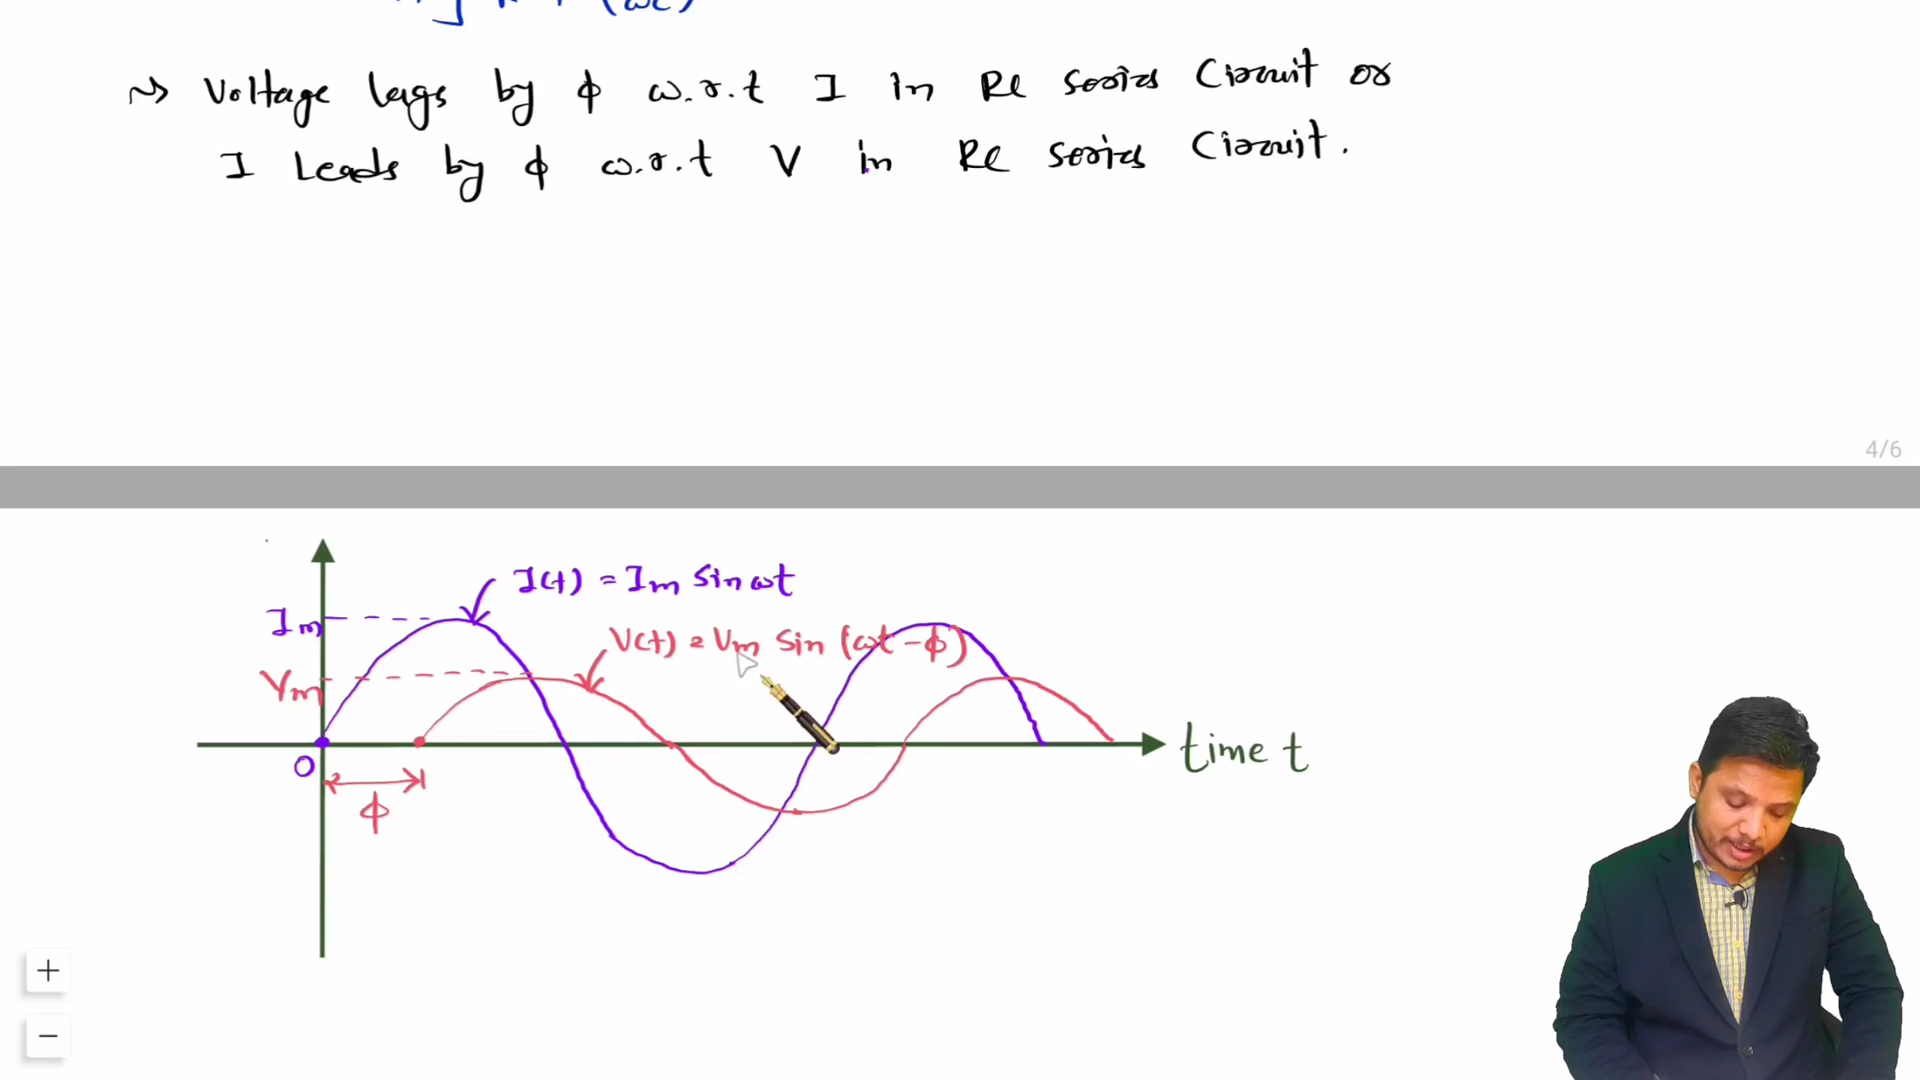 Voltage lags by φ w.r.t I in RC Series Circuit or
I Leads by φ w.r.t V in RC Series Circuit.
4/6
I(t) = Im Sin ωt
Im
V(t) = Vm Sin (ωt - φ)
Vm
time t
0
φ